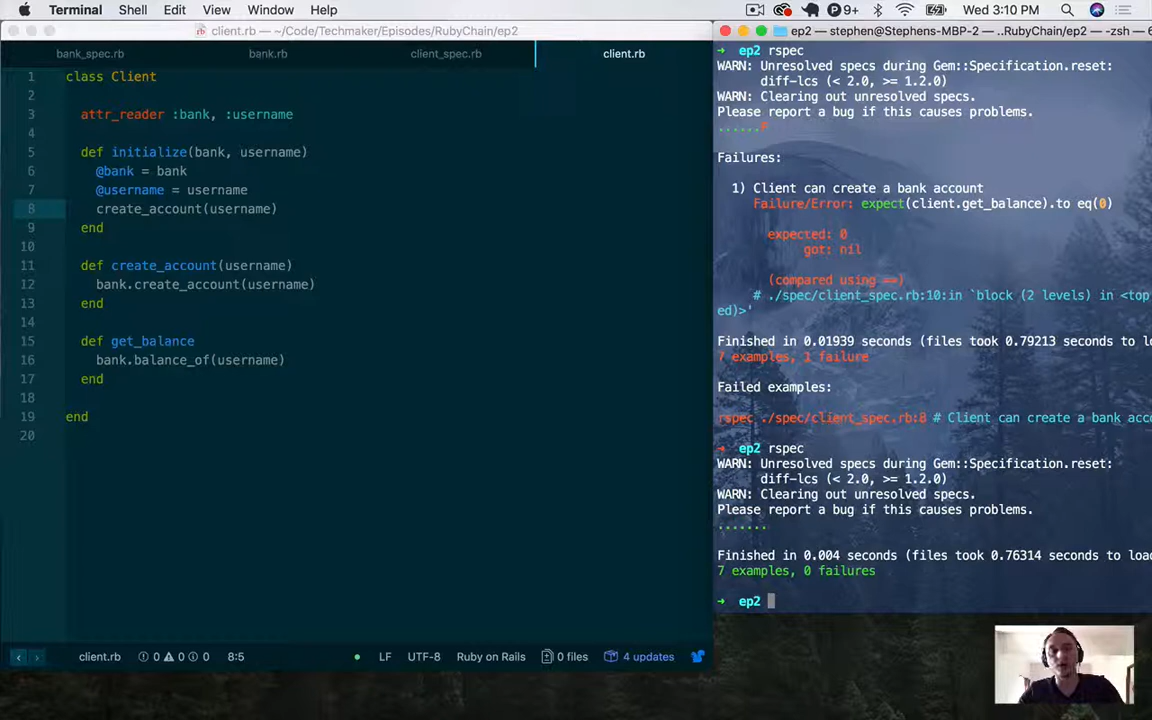 Terminal Shell Edit View Window Help
9+ Wed 3:10 PM
client.rb — ~/Code/Techmaker/Episodes/RubyChain/ep2
bank_spec.rb bank.rb client_spec.rb client.rb
1 class Client
2
3 attr_reader :bank, :username
4
5 def initialize(bank, username)
6 @bank = bank
7 @username = username
8 create_account(username)
9 end
10
11 def create_account(username)
12 bank.create_account(username)
13 end
14
15 def get_balance
16 bank.balance_of(username)
17 end
18
19 end
20
client.rb 0 0 0 8:5 LF UTF-8 Ruby on Rails 0 files 4 updates
ep2 — stephen@Stephens-MBP-2 — ..RubyChain/ep2 — -zsh —
➜ ep2 rspec
WARN: Unresolved specs during Gem::Specification.reset:
diff-lcs (< 2.0, >= 1.2.0)
WARN: Clearing out unresolved specs.
Please report a bug if this causes problems.
......F
Failures:
1) Client can create a bank account
Failure/Error: expect(client.get_balance).to eq(0)
expected: 0
got: nil
(compared using ==)
# ./spec/client_spec.rb:10:in `block (2 levels) in <top
ed)>'
Finished in 0.01939 seconds (files took 0.79213 seconds to lo
7 examples, 1 failure
Failed examples:
rspec ./spec/client_spec.rb:8 # Client can create a bank acc
➜ ep2 rspec
WARN: Unresolved specs during Gem::Specification.reset:
diff-lcs (< 2.0, >= 1.2.0)
WARN: Clearing out unresolved specs.
Please report a bug if this causes problems.
.......
Finished in 0.004 seconds (files took 0.76314 seconds to loa
7 examples, 0 failures
➜ ep2